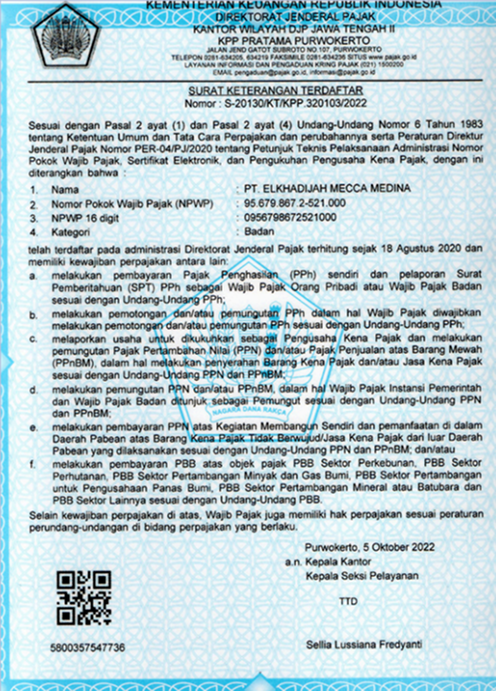 KEMENTERIAN KEUANGAN REPUBLIK INDONESIA
DIREKTORAT JENDERAL PAJAK
KANTOR WILAYAH DJP JAWA TENGAH II
KPP PRATAMA PURWOKERTO
JALAN JEND GATOT SUBROTO NO 107, PURWOKERTO
TELEPON 0281-634205, 634219 FAKSIMILE 0281-634236 SITUS www.pajak.go.id
LAYANAN INFORMASI DAN PENGADUAN KRING PAJAK (021) 1500200
EMAIL pengaduan@pajak.go.id, informasi@pajak.go.id
SURAT KETERANGAN TERDAFTAR
Nomor : S-20130/KT/KPP.320103/2022
Sesuai dengan Pasal 2 ayat (1) dan Pasal 2 ayat (4) Undang-Undang Nomor 6 Tahun 1983
tentang Ketentuan Umum dan Tata Cara Perpajakan dan perubahannya serta Peraturan Direktur
Jenderal Pajak Nomor PER-04/PJ/2020 tentang Petunjuk Teknis Pelaksanaan Administrasi Nomor
Pokok Wajib Pajak, Sertifikat Elektronik, dan Pengukuhan Pengusaha Kena Pajak, dengan ini
diterangkan bahwa :
1. Nama : PT. ELKHADIJAH MECCA MEDINA
2. Nomor Pokok Wajib Pajak (NPWP) : 95.679.867.2-521.000
3. NPWP 16 digit : 0956798672521000
4. Kategori : Badan
telah terdaftar pada administrasi Direktorat Jenderal Pajak terhitung sejak 18 Agustus 2020 dan
memiliki kewajiban perpajakan antara lain:
a. melakukan pembayaran Pajak Penghasilan (PPh) sendiri dan pelaporan Surat
Pemberitahuan (SPT) PPh sebagai Wajib Pajak Orang Pribadi atau Wajib Pajak Badan
sesuai dengan Undang-Undang PPh;
b. melakukan pemotongan dan/atau pemungutan PPh dalam hal Wajib Pajak diwajibkan
melakukan pemotongan dan/atau pemungutan PPh sesuai dengan Undang-Undang PPh;
c. melaporkan usaha untuk dikukuhkan sebagai Pengusaha Kena Pajak dan melakukan
pemungutan Pajak Pertambahan Nilai (PPN) dan/atau Pajak Penjualan atas Barang Mewah
(PPnBM), dalam hal melakukan penyerahan Barang Kena Pajak dan/atau Jasa Kena Pajak
sesuai dengan Undang-Undang PPN dan PPnBM;
d. melakukan pemungutan PPN dan/atau PPnBM, dalam hal Wajib Pajak Instansi Pemerintah
dan Wajib Pajak Badan ditunjuk sebagai Pemungut sesuai dengan Undang-Undang PPN
dan PPnBM;
NAGARA DANA RAKÇA
e. melakukan pembayaran PPN atas Kegiatan Membangun Sendiri dan pemanfaatan di dalam
Daerah Pabean atas Barang Kena Pajak Tidak Berwujud/Jasa Kena Pajak dari luar Daerah
Pabean yang dilaksanakan sesuai dengan Undang-Undang PPN dan PPnBM; dan/atau
f. melakukan pembayaran PBB atas objek pajak PBB Sektor Perkebunan, PBB Sektor
Perhutanan, PBB Sektor Pertambangan Minyak dan Gas Bumi, PBB Sektor Pertambangan
untuk Pengusahaan Panas Bumi, PBB Sektor Pertambangan Mineral atau Batubara dan
PBB Sektor Lainnya sesuai dengan Undang-Undang PBB.
Selain kewajiban perpajakan di atas, Wajib Pajak juga memiliki hak perpajakan sesuai peraturan
perundang-undangan di bidang perpajakan yang berlaku.
Purwokerto, 5 Oktober 2022
a.n. Kepala Kantor
Kepala Seksi Pelayanan
TTD
5800357547736
Sellia Lussiana Fredyanti